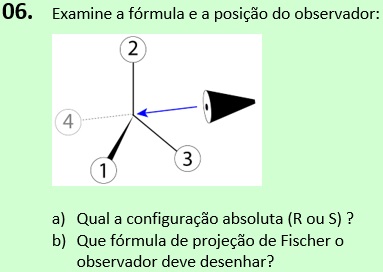 06. Examine a fórmula e a posição do observador:
2
4
3
1
a) Qual a configuração absoluta (R ou S) ?
b) Que fórmula de projeção de Fischer o
observador deve desenhar?